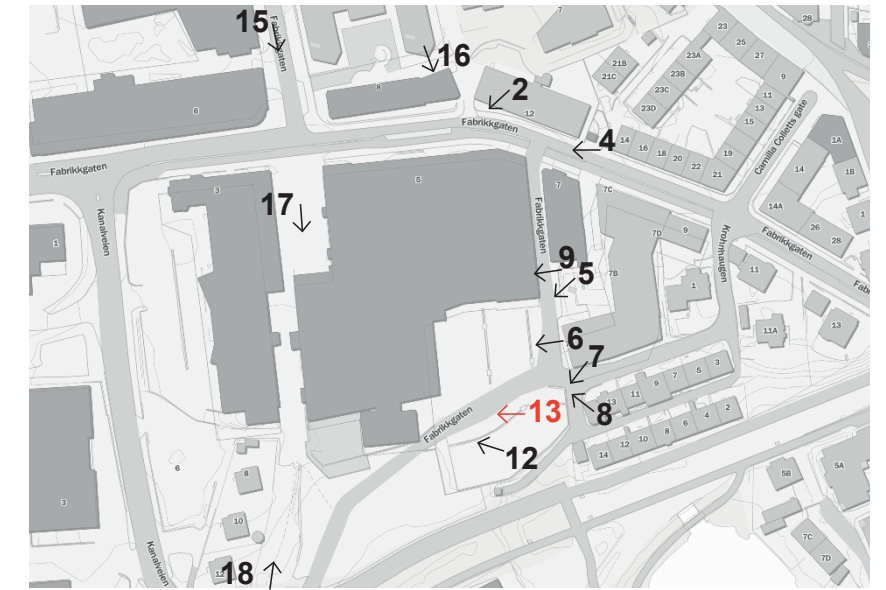 15
Fabrikkgaten
16
7
28
23
25
27
23A
21B
21C
23B
23C
23D
9
11
13
15
19
8
6
2
12
Fabrikkgaten
4
14
16
18
20
22
21
Camilla Colletts gate
1A
1B
14
14A
1
26
28
Fabrikkgaten
Fabrikkgaten
3
5
7
7C
7D
9
7B
Krohnhaugen
11
Kanalveien
17
Fabrikkgaten
9
5
1
1
11A
13
6
7
8
13
11
9
7
5
3
13
Fabrikkgaten
12
14
12
10
8
6
4
2
6
8
3
10
12
18
Kanalveien
5B
5A
7C
7D